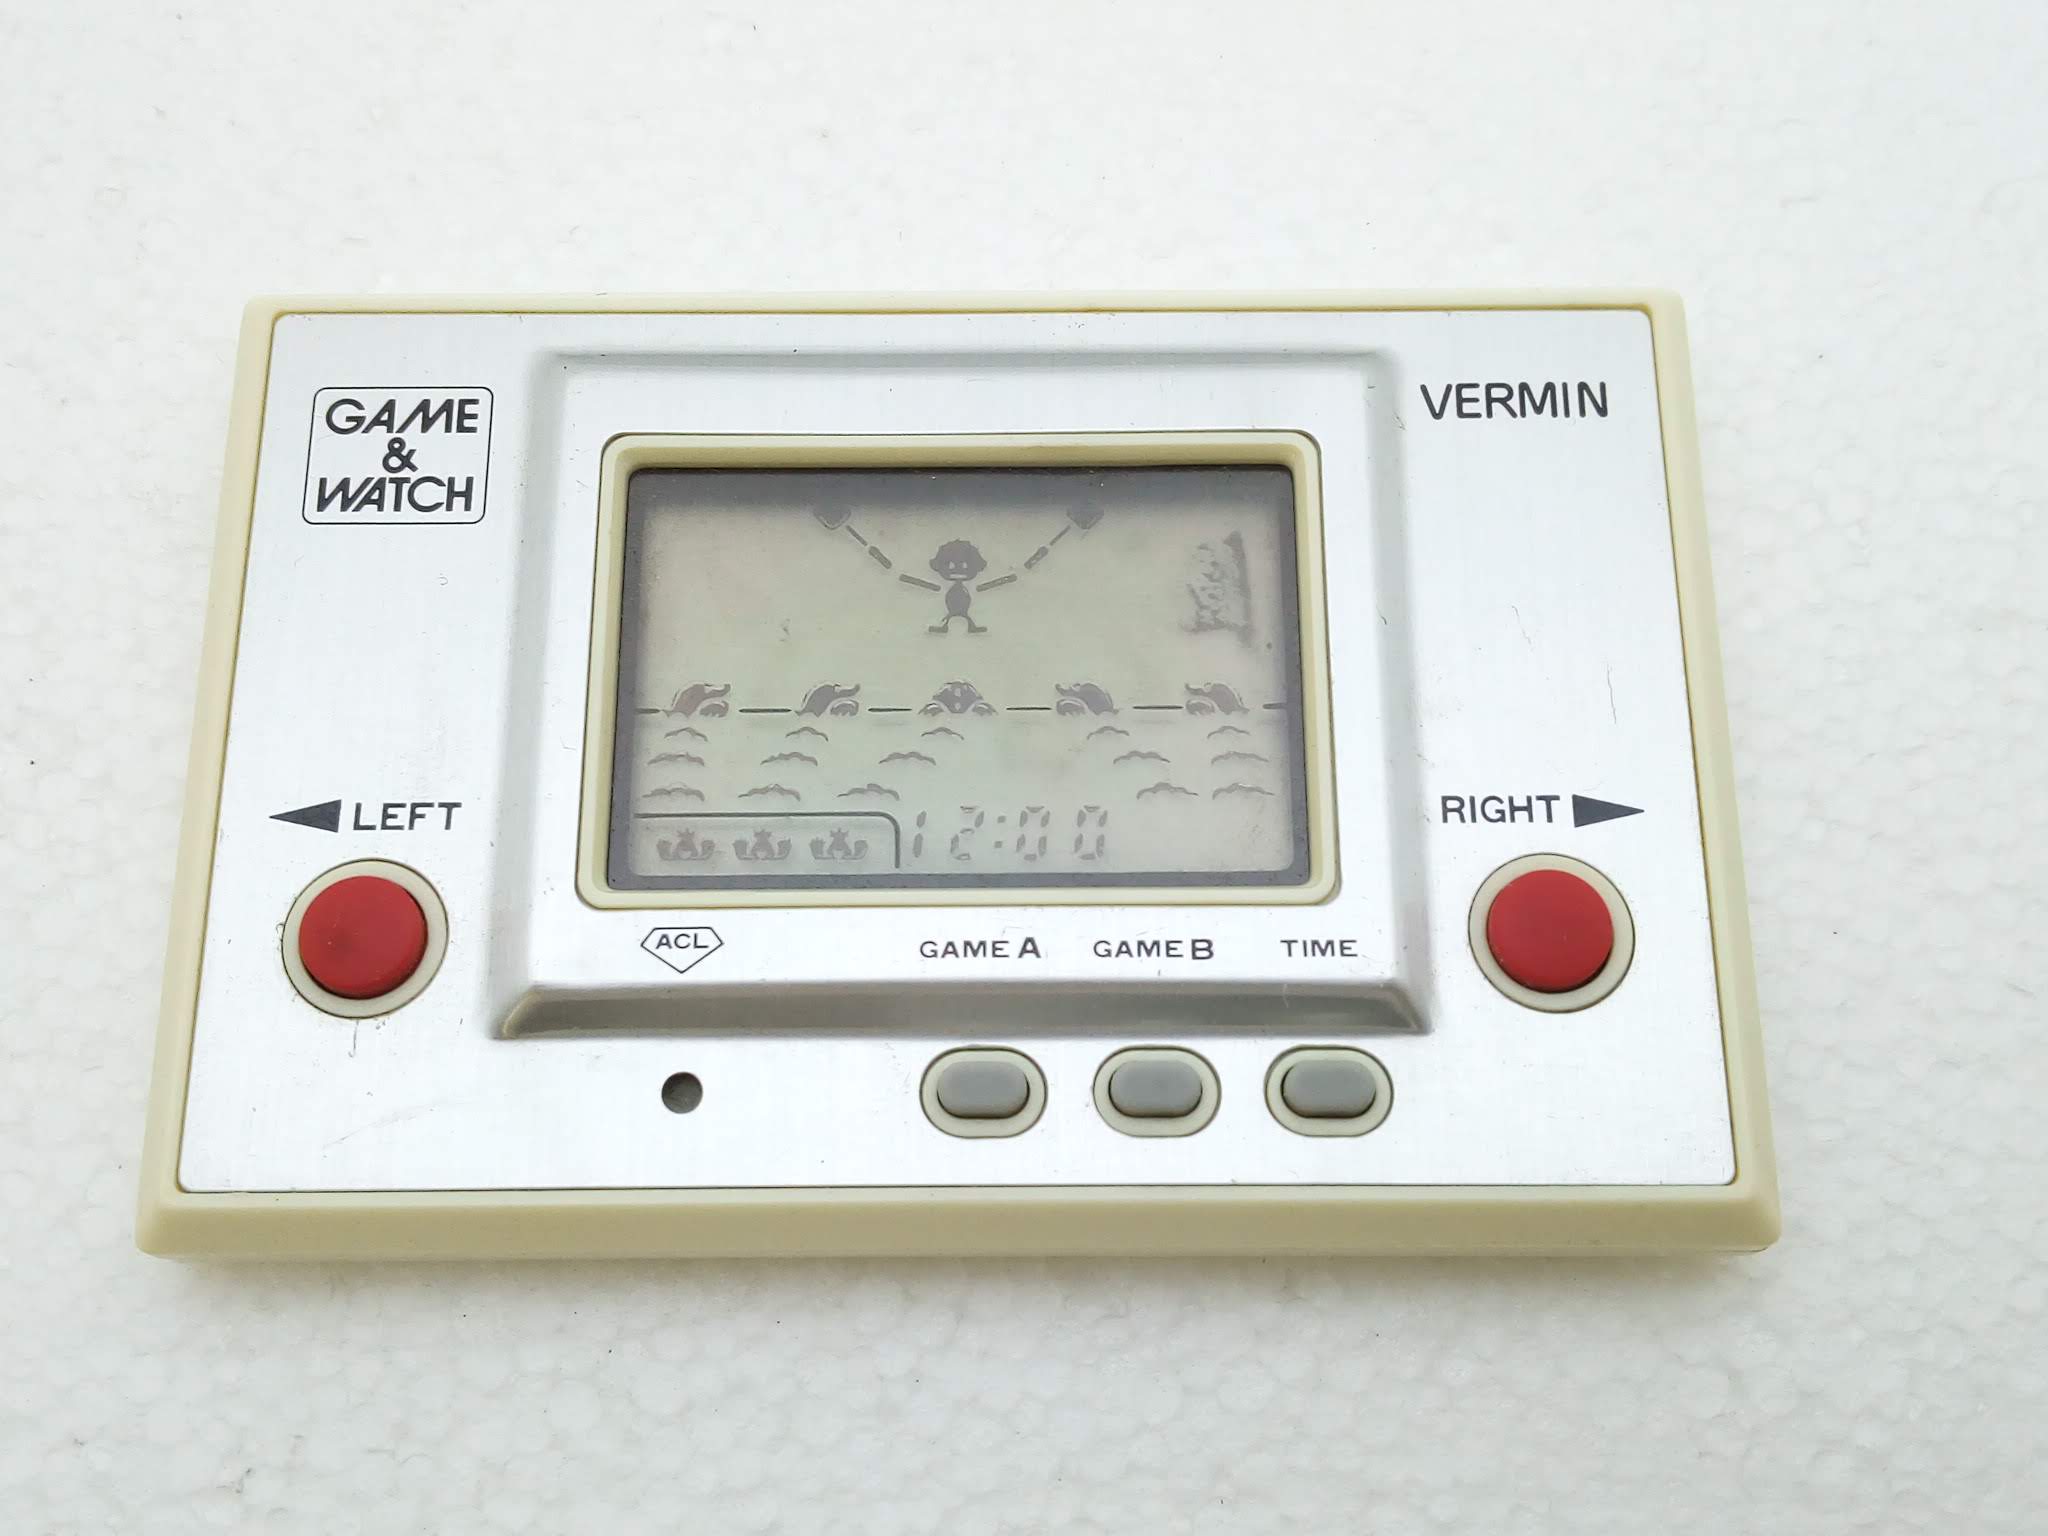 GAME
&
WATCH
VERMIN
◀ LEFT
RIGHT ▶
12:00
ACL
GAME A
GAME B
TIME